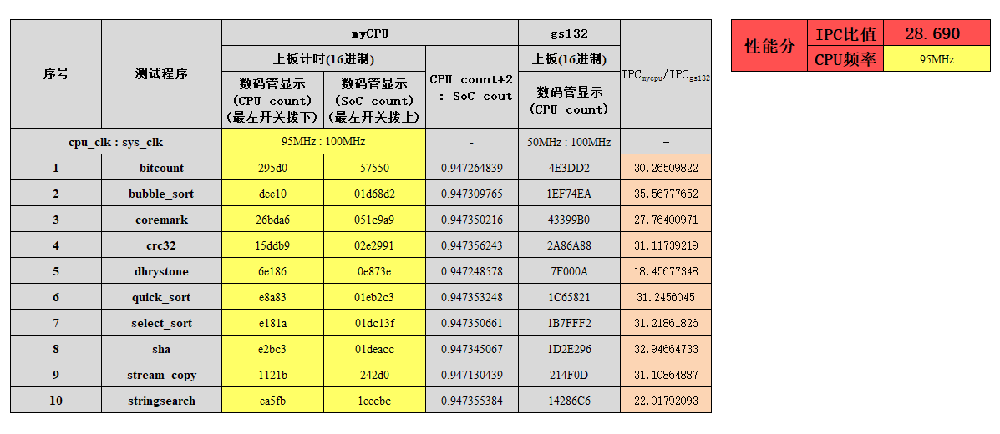 序号 测试程序 myCPU gs132 IPCmycpu/IPCgs132
上板计时(16进制) CPU count*2 : SoC cout 上板(16进制)
数码管显示 (CPU count) (最左开关拨下) 数码管显示 (SoC count) (最左开关拨上) 数码管显示 (CPU count)
cpu_clk : sys_clk 95MHz : 100MHz - 50MHz : 100MHz –
1 bitcount 295d0 57550 0.947264839 4E3DD2 30.26509822
2 bubble_sort dee10 01d68d2 0.947309765 1EF74EA 35.56777652
3 coremark 26bda6 051c9a9 0.947350216 43399B0 27.76400971
4 crc32 15ddb9 02e2991 0.947356243 2A86A88 31.11739219
5 dhrystone 6e186 0e873e 0.947248578 7F000A 18.45677348
6 quick_sort e8a83 01eb2c3 0.947353248 1C65821 31.2456045
7 select_sort e181a 01dc13f 0.947350661 1B7FFF2 31.21861826
8 sha e2bc3 01deacc 0.947345067 1D2E296 32.94664733
9 stream_copy 1121b 242d0 0.947130439 214F0D 31.10864887
10 stringsearch ea5fb 1eecbc 0.947355384 14286C6 22.01792093
性能分 IPC比值 28.690
CPU频率 95MHz